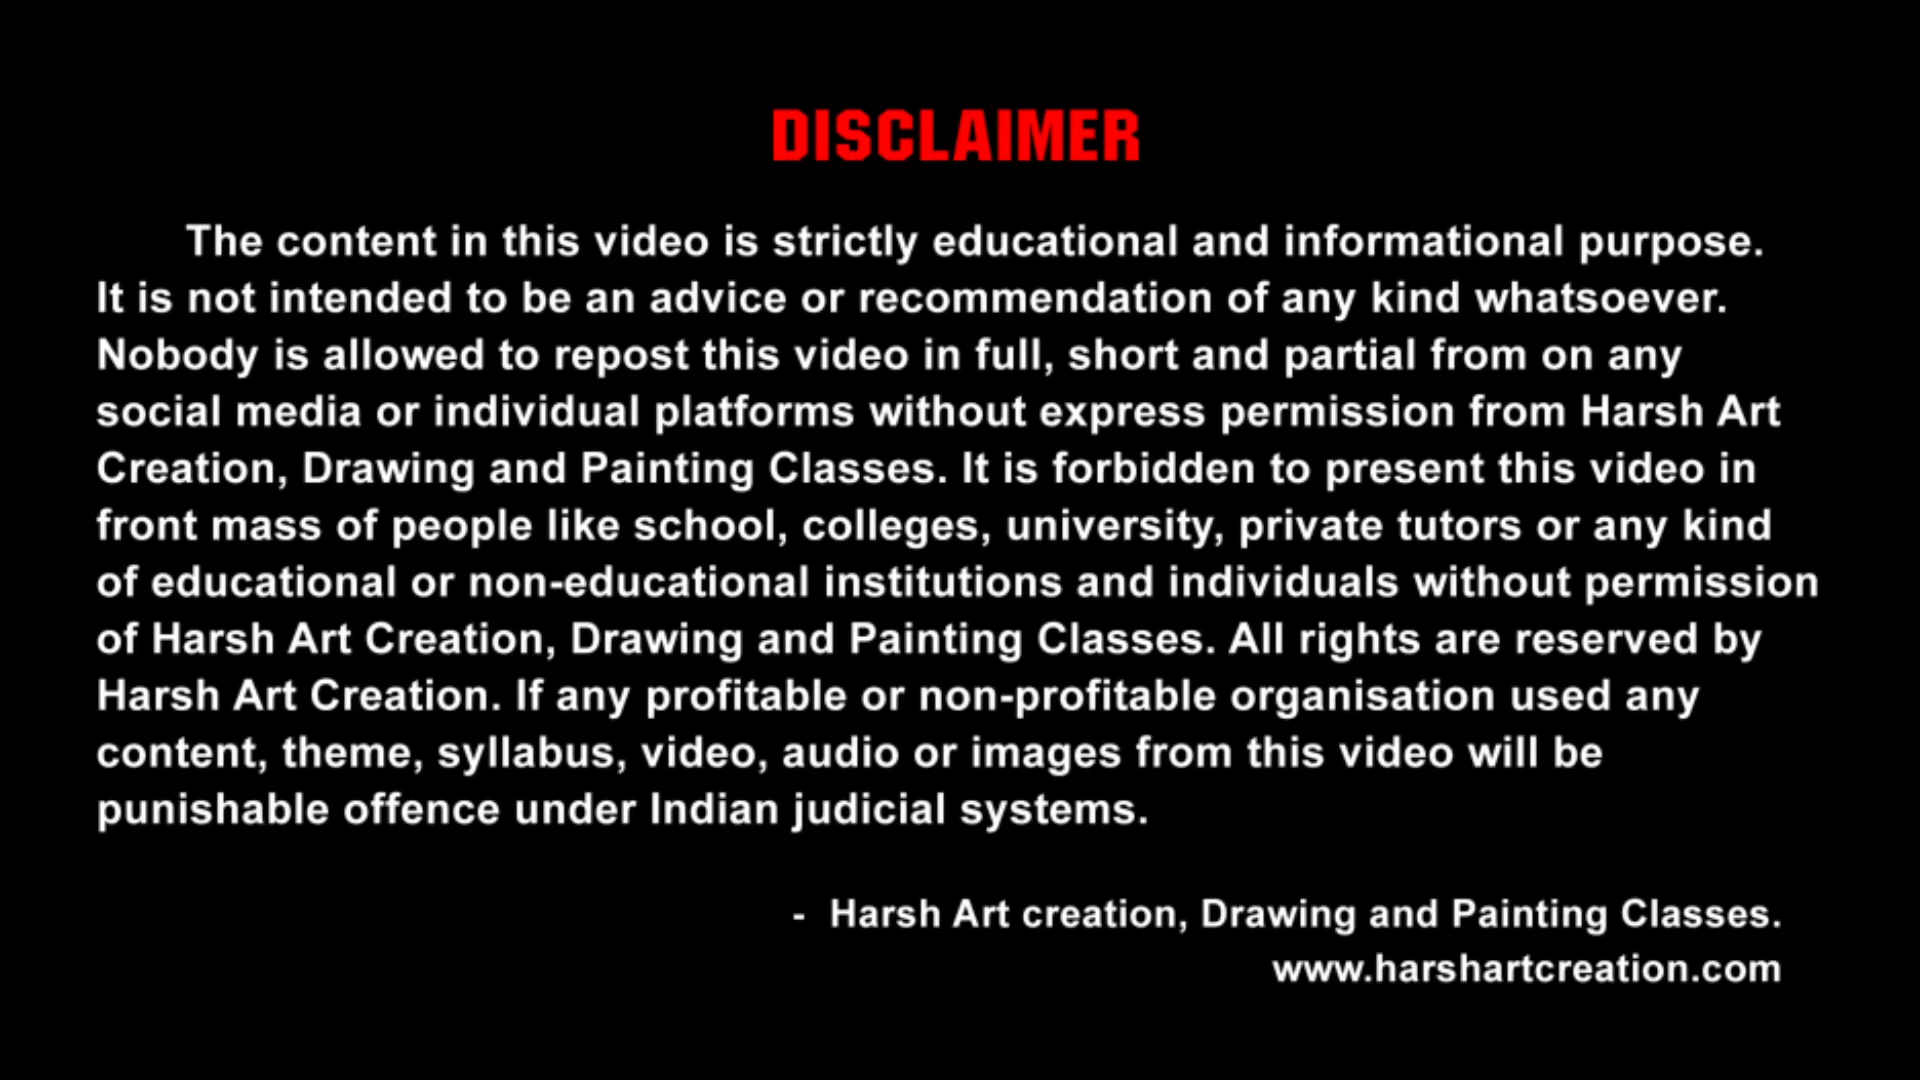 DISCLAIMER
The content in this video is strictly educational and informational purpose.
It is not intended to be an advice or recommendation of any kind whatsoever.
Nobody is allowed to repost this video in full, short and partial from on any
social media or individual platforms without express permission from Harsh Art
Creation, Drawing and Painting Classes. It is forbidden to present this video in
front mass of people like school, colleges, university, private tutors or any kind
of educational or non-educational institutions and individuals without permission
of Harsh Art Creation, Drawing and Painting Classes. All rights are reserved by
Harsh Art Creation. If any profitable or non-profitable organisation used any
content, theme, syllabus, video, audio or images from this video will be
punishable offence under Indian judicial systems.
- Harsh Art creation, Drawing and Painting Classes.
www.harshartcreation.com